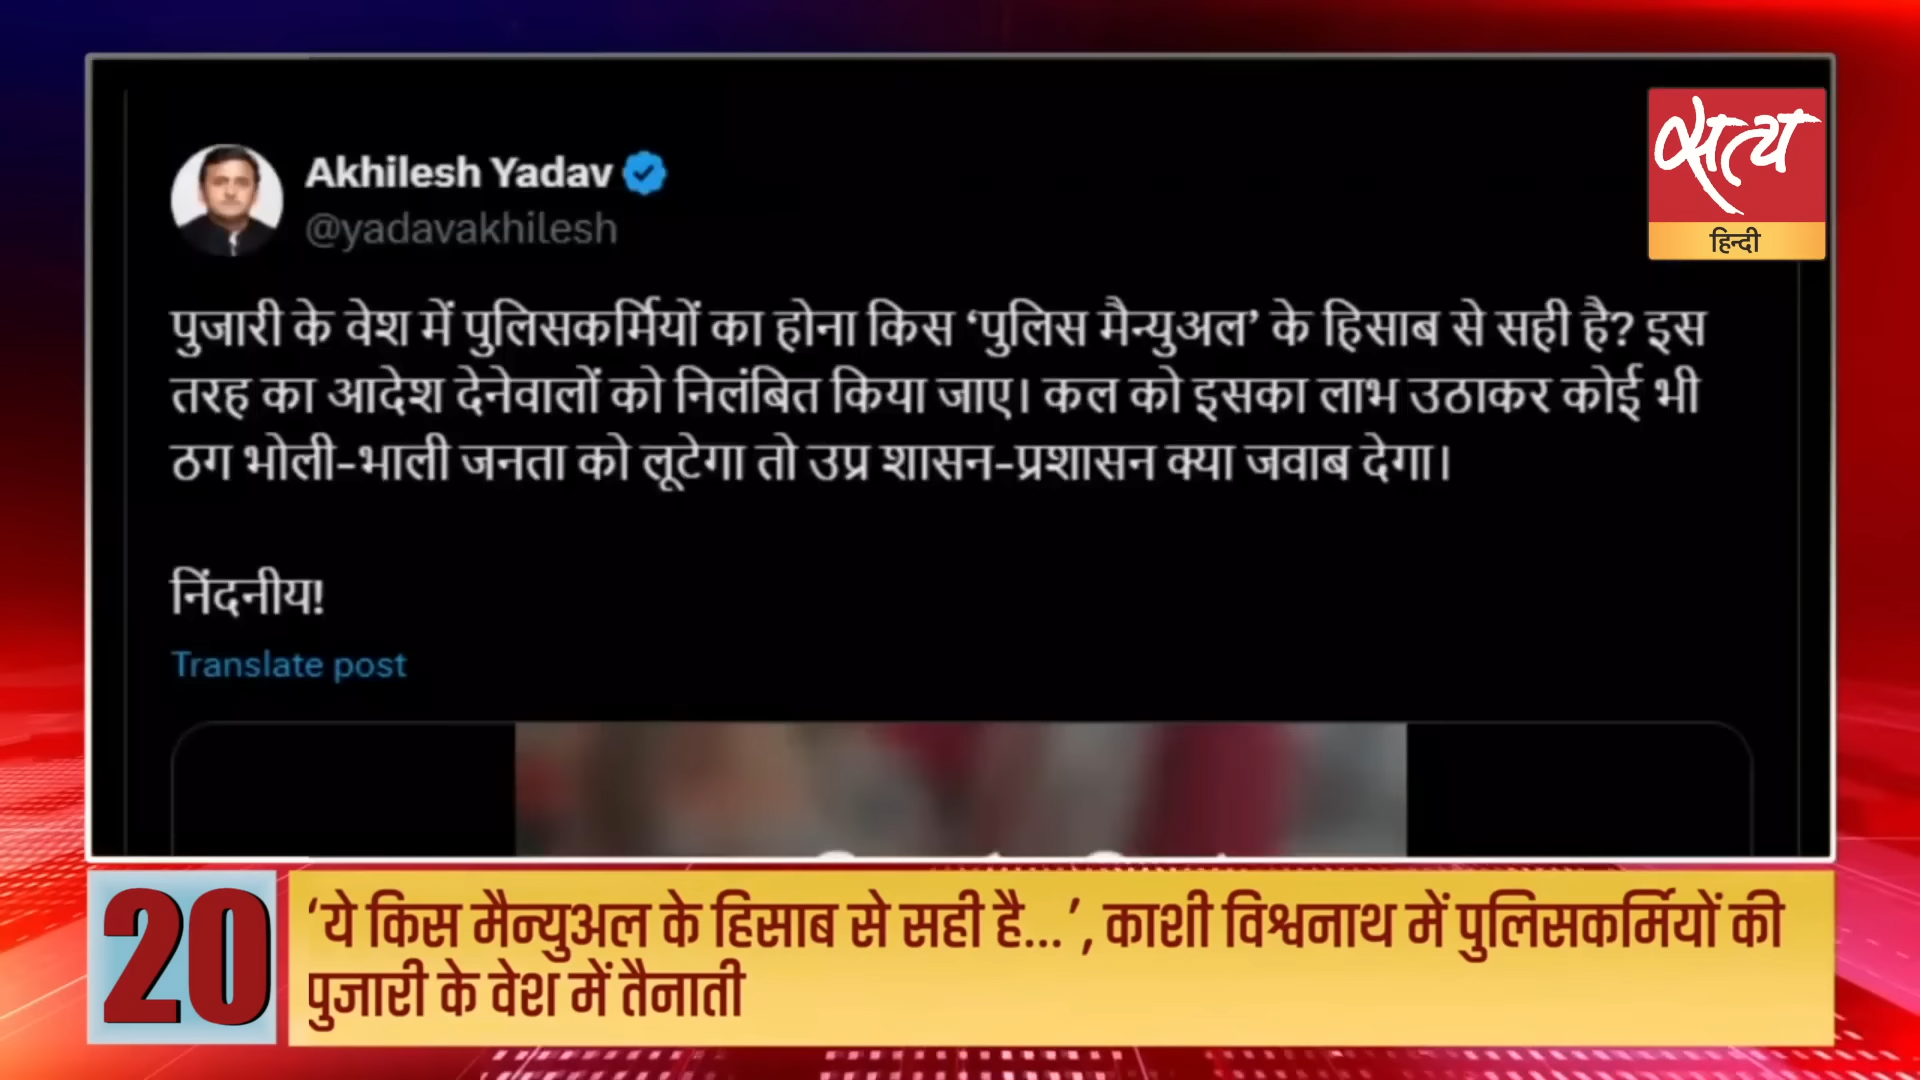 Akhilesh Yadav
@yadavakhilesh
सत्य
हिन्दी
पुजारी के वेश में पुलिसकर्मियों का होना किस ‘पुलिस मैन्युअल’ के हिसाब से सही है? इस
तरह का आदेश देनेवालों को निलंबित किया जाए। कल को इसका लाभ उठाकर कोई भी
ठग भोली-भाली जनता को लूटेगा तो उप्र शासन-प्रशासन क्या जवाब देगा।
निंदनीय!
Translate post
20
‘ये किस मैन्युअल के हिसाब से सही है...’, काशी विश्वनाथ में पुलिसकर्मियों की
पुजारी के वेश में तैनाती